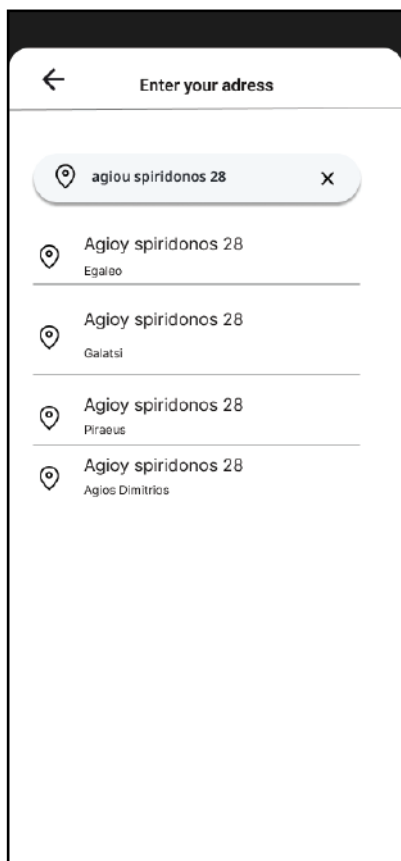 Enter your adress
agiou spiridonos 28
Agioy spiridonos 28
Egaleo
Agioy spiridonos 28
Galatsi
Agioy spiridonos 28
Piraeus
Agioy spiridonos 28
Agios Dimitrios